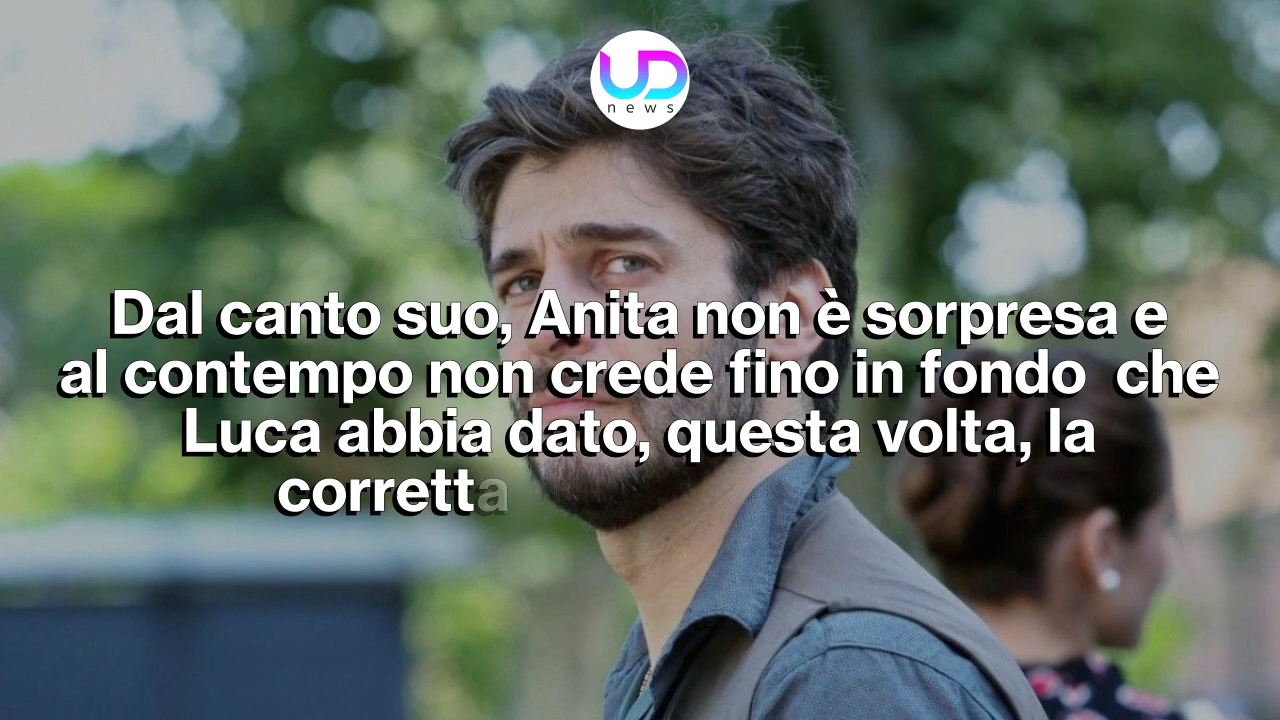 UD
news
Dal canto suo, Anita non è sorpresa e
al contempo non crede fino in fondo  che
Luca abbia dato, questa volta, la
corretta